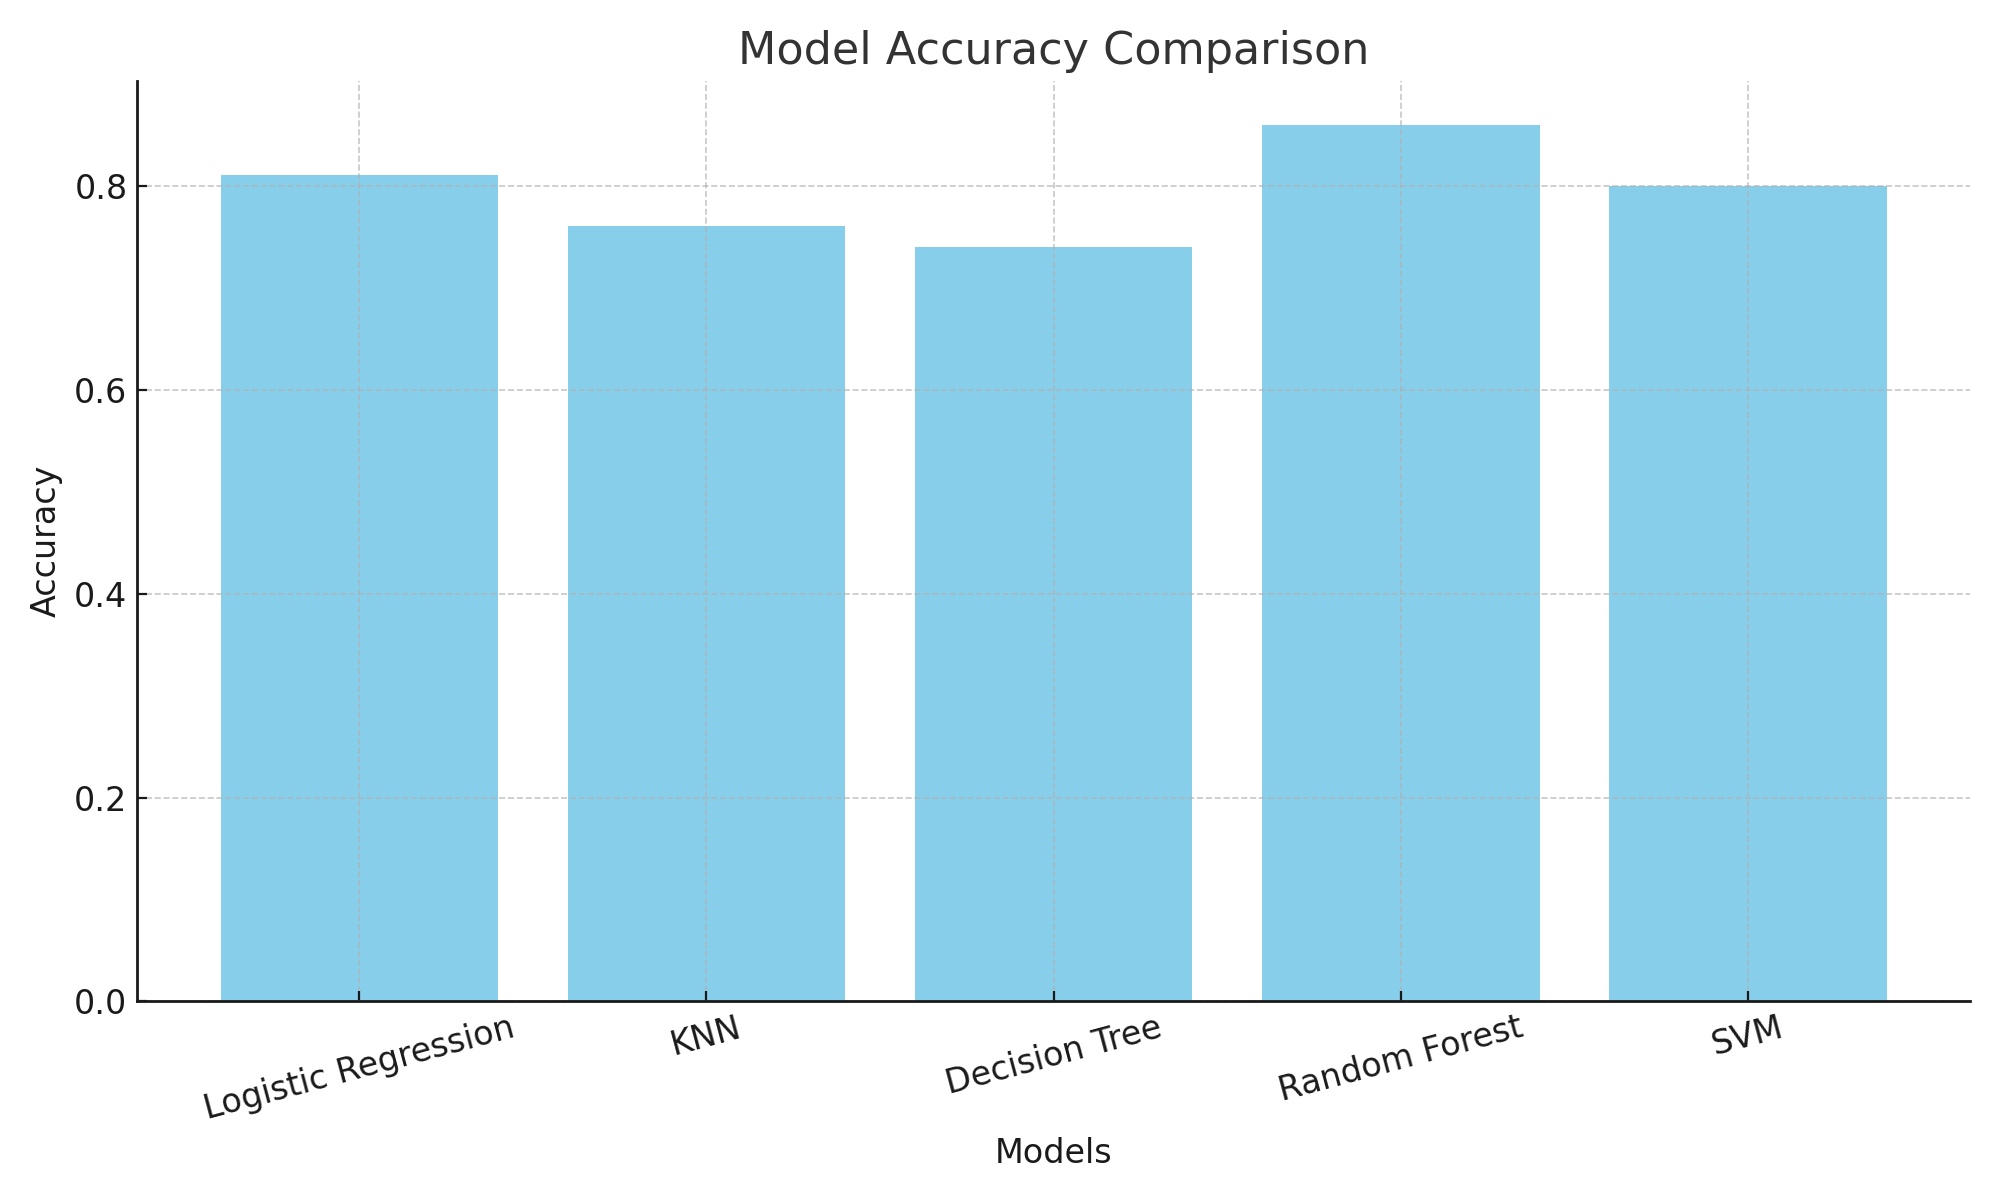 Model Accuracy Comparison
Accuracy
0.8
0.6
0.4
0.2
0.0
Logistic Regression
KNN
Decision Tree
Random Forest
SVM
Models